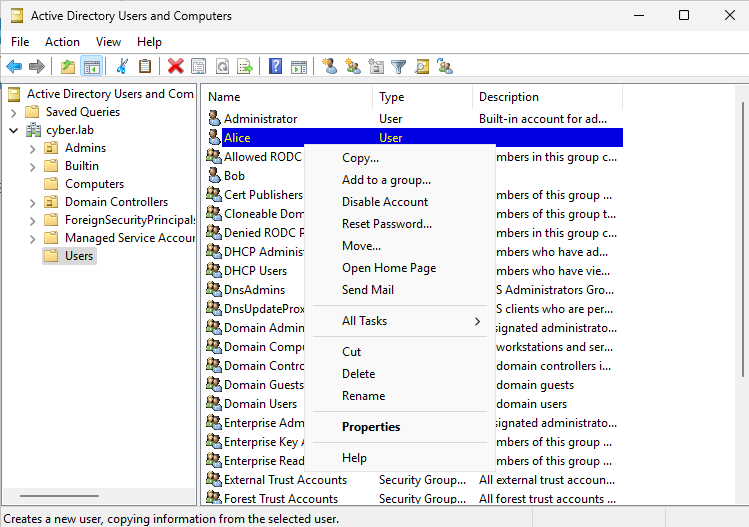 Active Directory Users and Computers
File Action View Help
Active Directory Users and Com
Saved Queries
cyber.lab
Admins
Builtin
Computers
Domain Controllers
ForeignSecurityPrincipals
Managed Service Accour
Users
Name Type Description
Administrator User Built-in account for ad...
Alice User
Allowed RODC mbers in this group c...
Bob
Cert Publishers mbers of this group ...
Cloneable Dom mbers of this group t...
Denied RODC P mbers in this group c...
DHCP Administ mbers who have ad...
DHCP Users mbers who have vie...
DnsAdmins S Administrators Gro...
DnsUpdateProx S clients who are per...
Domain Admin signated administrato...
Domain Compu workstations and ser...
Domain Contro domain controllers i...
Domain Guests domain guests
Domain Users domain users
Enterprise Admi signated administrato...
Enterprise Key A mbers of this group ...
Enterprise Read mbers of this group ...
External Trust Accounts Security Group... All external trust accoun...
Forest Trust Accounts Security Group... All forest trust accounts ...
Copy...
Add to a group...
Disable Account
Reset Password...
Move...
Open Home Page
Send Mail
All Tasks
Cut
Delete
Rename
Properties
Help
Creates a new user, copying information from the selected user.